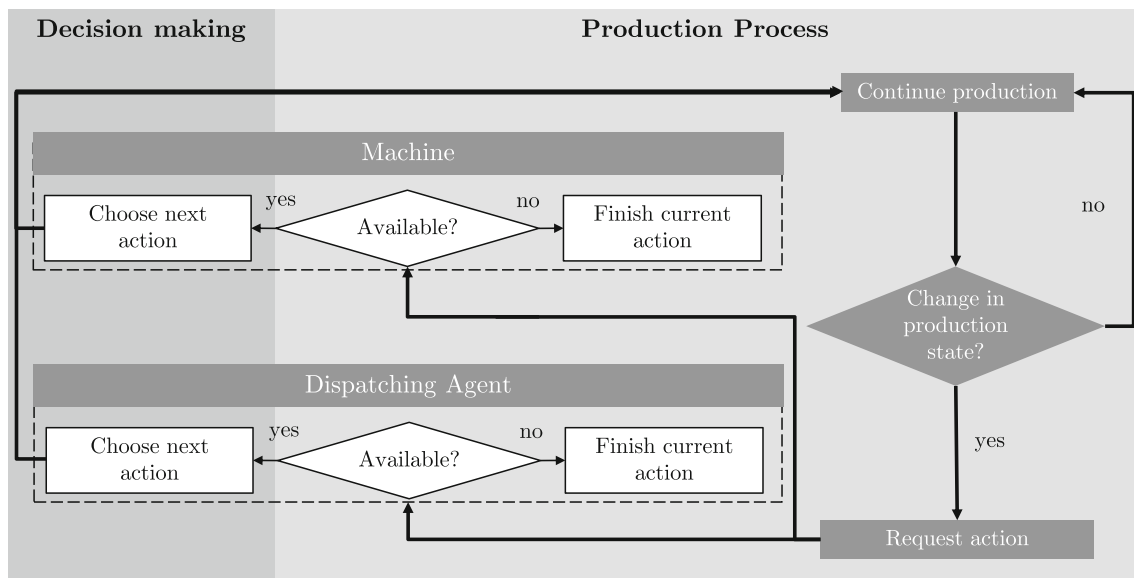 Decision making
Production Process
Continue production
Machine
yes
no
Choose next
action
Available?
Finish current
action
no
Change in
production
state?
Dispatching Agent
yes
no
Choose next
action
Available?
Finish current
action
yes
Request action